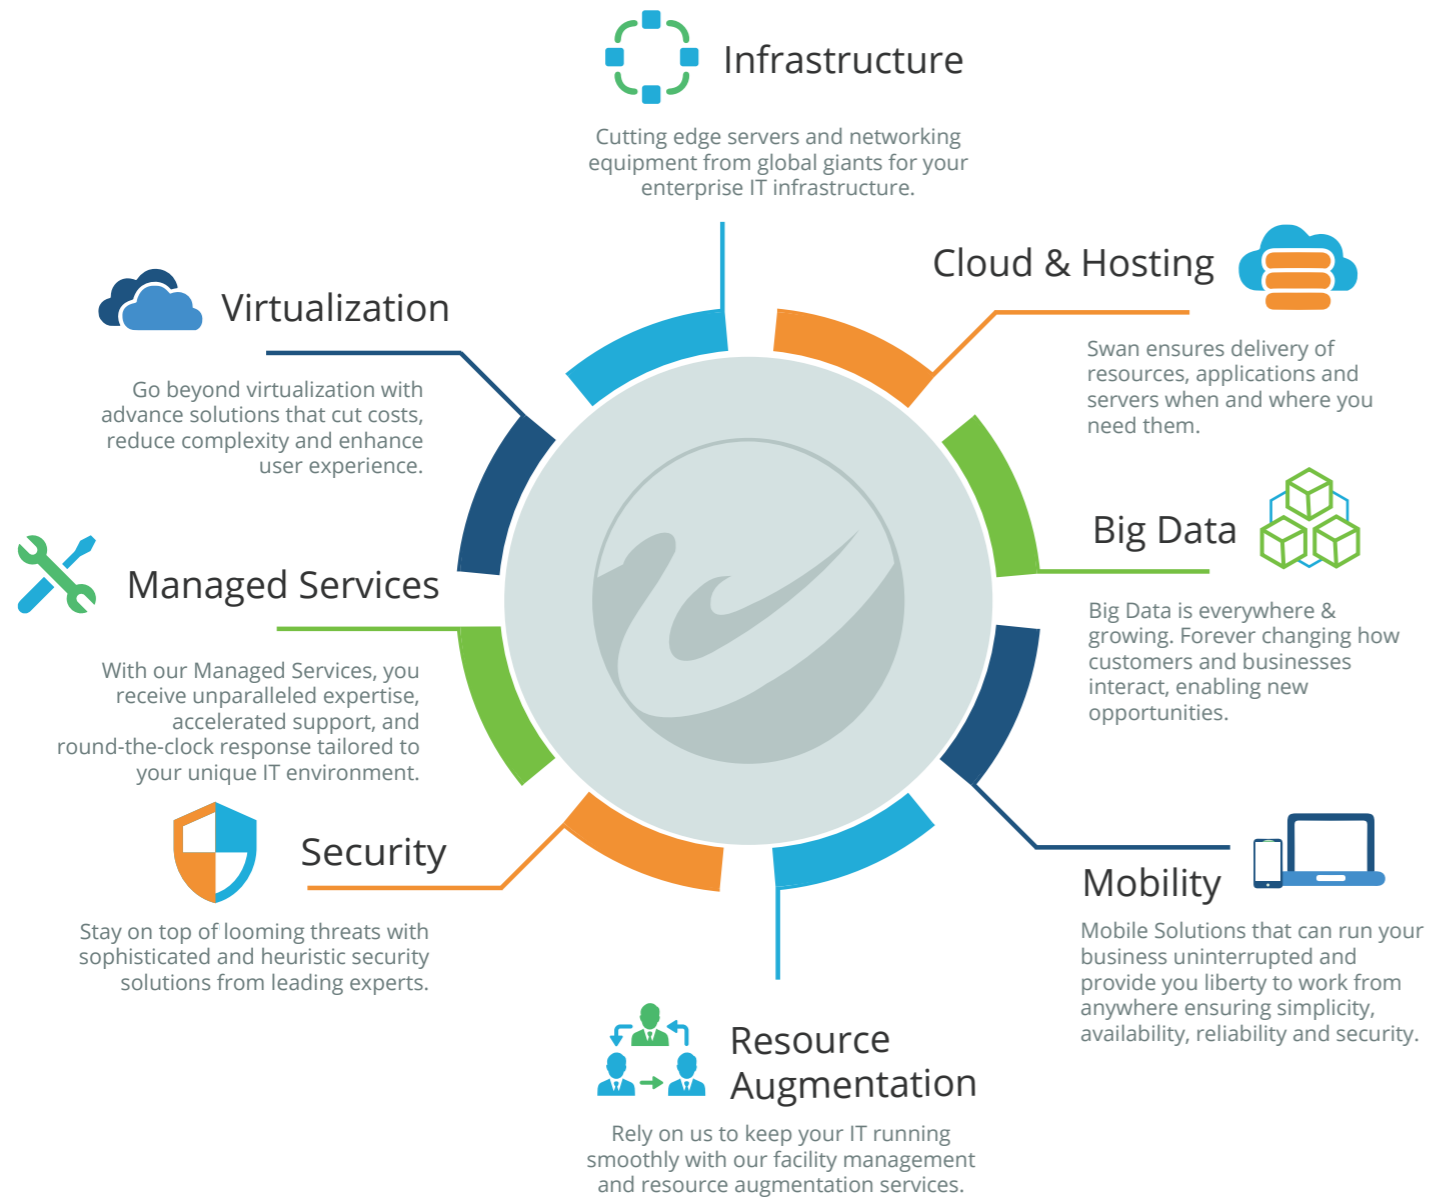 Infrastructure
Cutting edge servers and networking
equipment from global giants for your
enterprise IT infrastructure.
Cloud & Hosting
Swan ensures delivery of
resources, applications and
servers when and where you
need them.
Big Data
Big Data is everywhere &
growing. Forever changing how
customers and businesses
interact, enabling new
opportunities.
Mobility
Mobile Solutions that can run your
business uninterrupted and
provide you liberty to work from
anywhere ensuring simplicity,
availability, reliability and security.
Resource
Augmentation
Rely on us to keep your IT running
smoothly with our facility management
and resource augmentation services.
Security
Stay on top of looming threats with
sophisticated and heuristic security
solutions from leading experts.
Managed Services
With our Managed Services, you
receive unparalleled expertise,
accelerated support, and
round-the-clock response tailored to
your unique IT environment.
Virtualization
Go beyond virtualization with
advance solutions that cut costs,
reduce complexity and enhance
user experience.